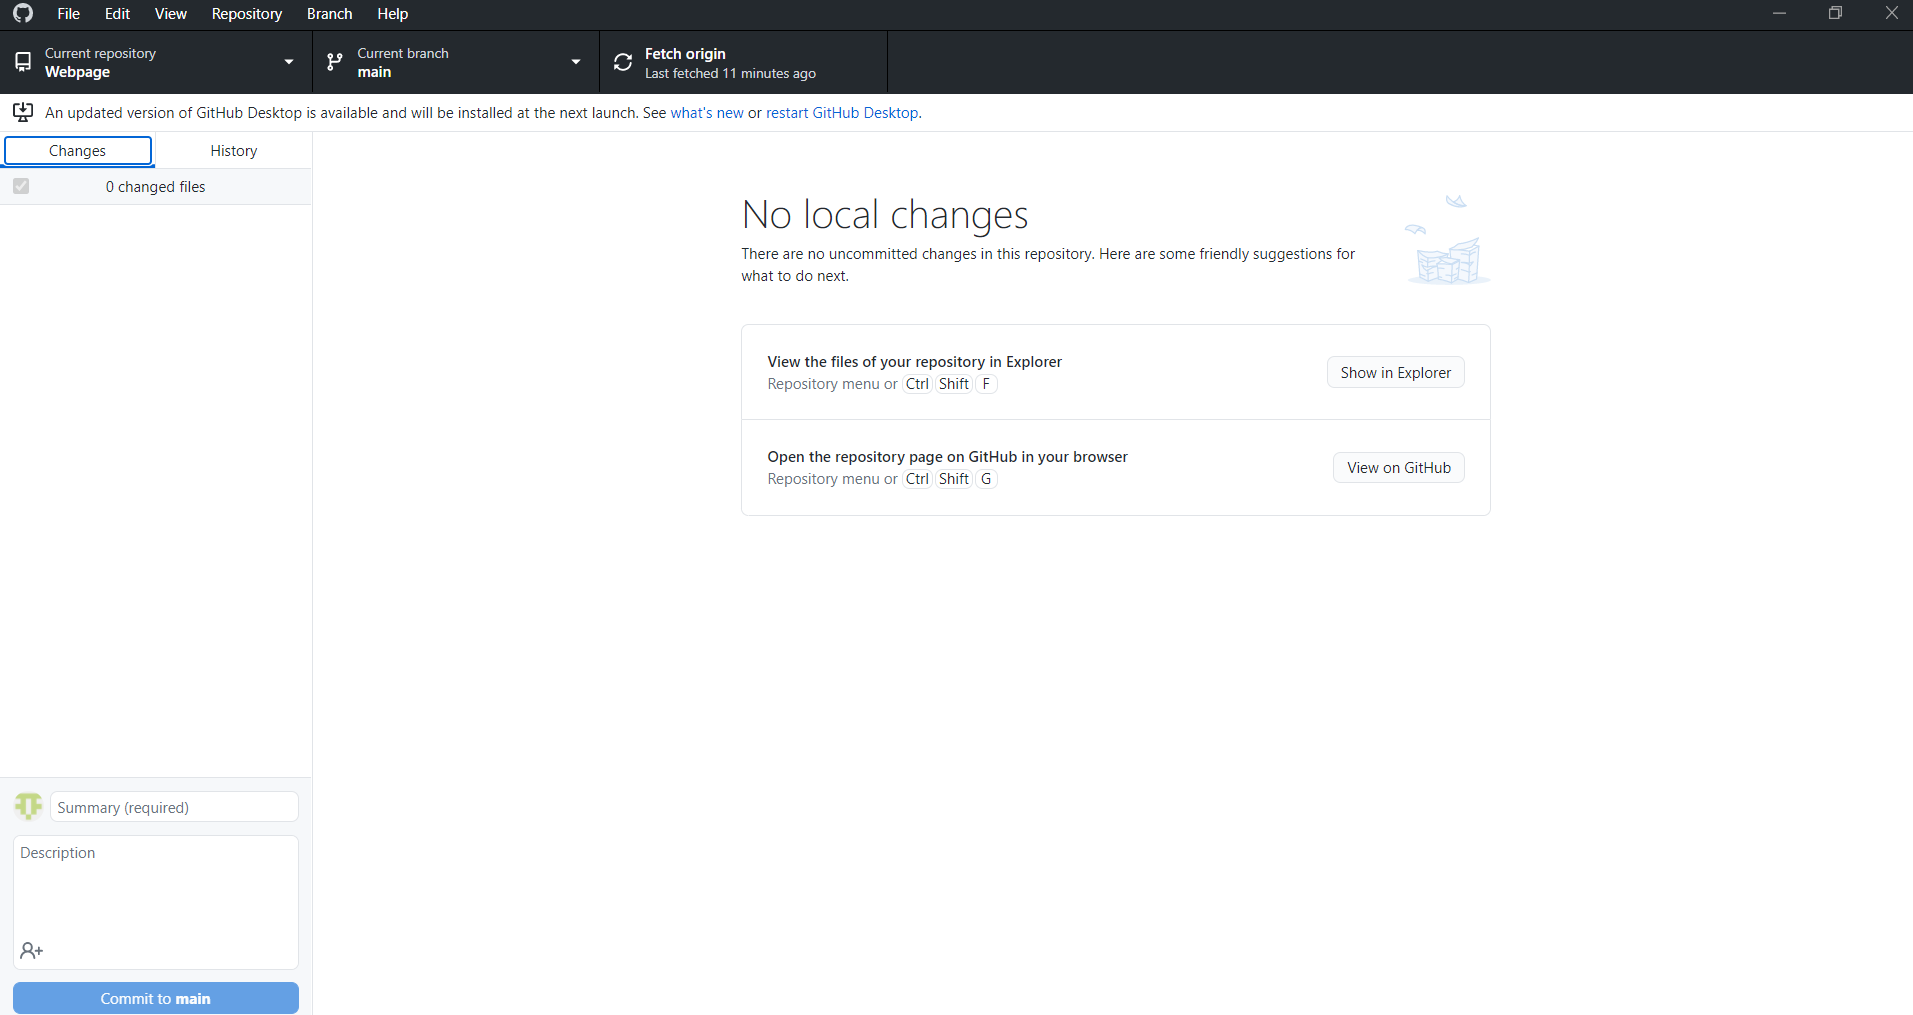 File Edit View Repository Branch Help
Current repository
Webpage
Current branch
main
Fetch origin
Last fetched 11 minutes ago
An updated version of GitHub Desktop is available and will be installed at the next launch. See what's new or restart GitHub Desktop.
Changes
History
0 changed files
No local changes
There are no uncommitted changes in this repository. Here are some friendly suggestions for
what to do next.
View the files of your repository in Explorer
Repository menu or Ctrl Shift F
Show in Explorer
Open the repository page on GitHub in your browser
Repository menu or Ctrl Shift G
View on GitHub
Summary (required)
Description
Commit to main